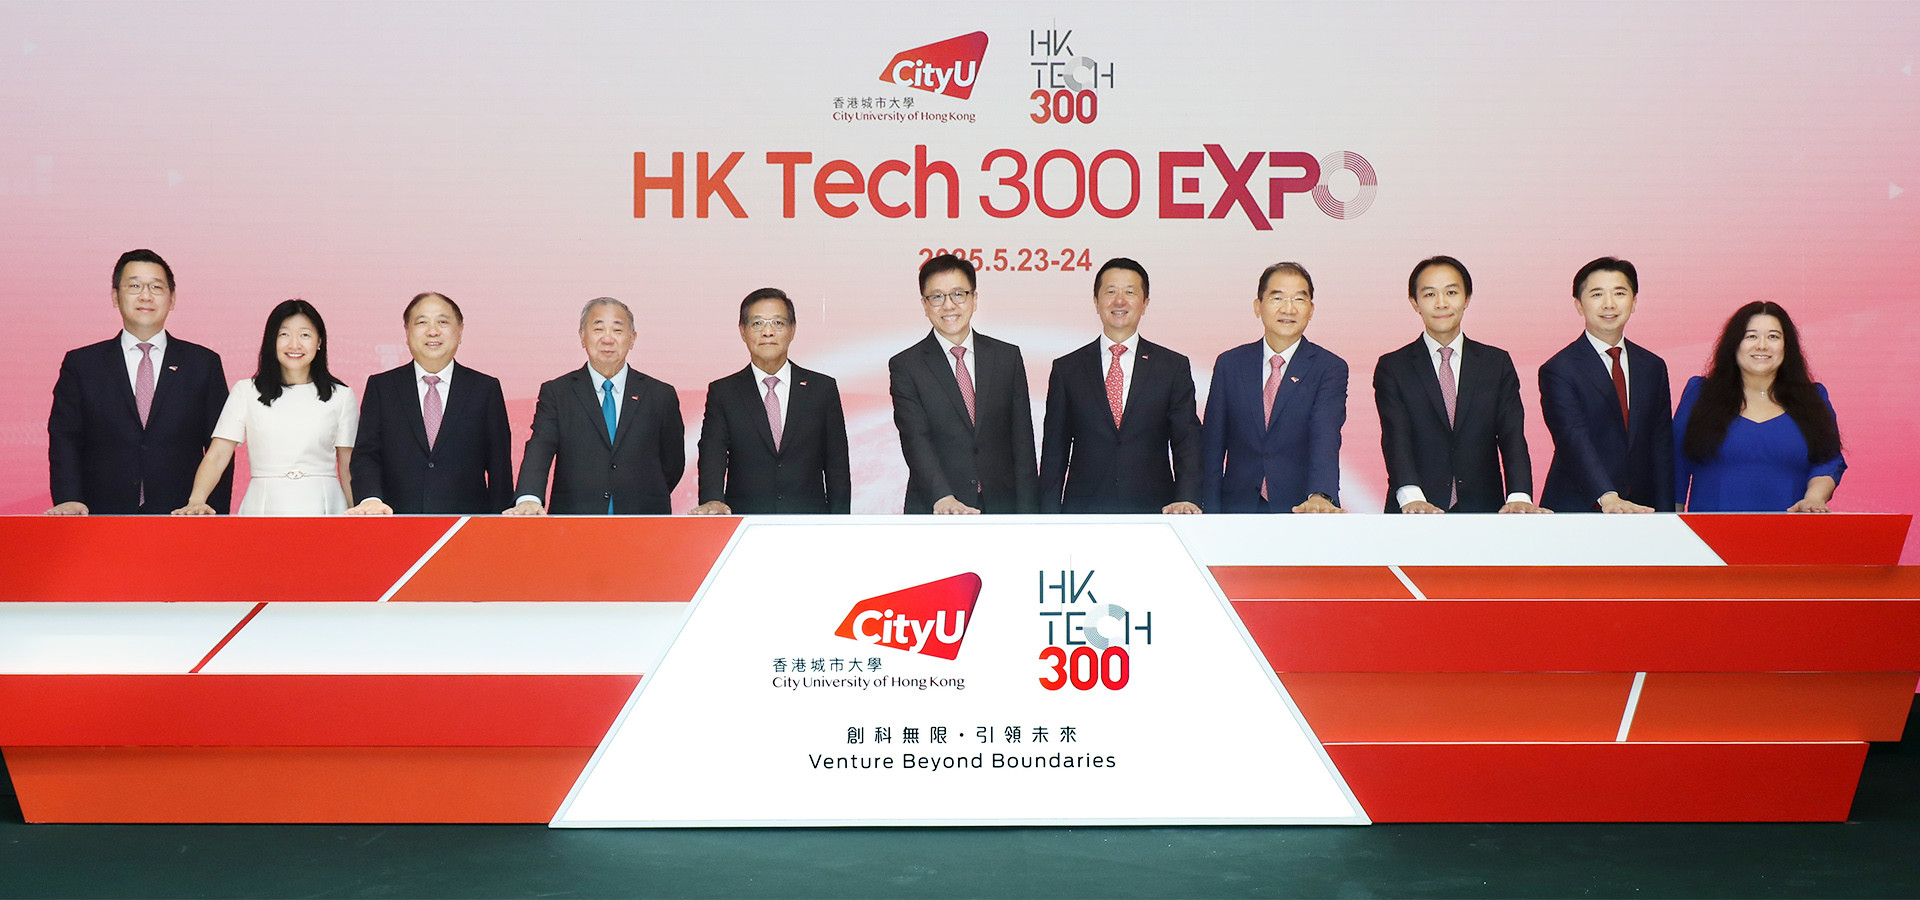 CityU
香港城市大學
City University of Hong Kong
HK
TECH
300
HK Tech 300 EXPO
2025.5.23-24
CityU
香港城市大學
City University of Hong Kong
HK
TECH
300
創科無限·引領未來
Venture Beyond Boundaries